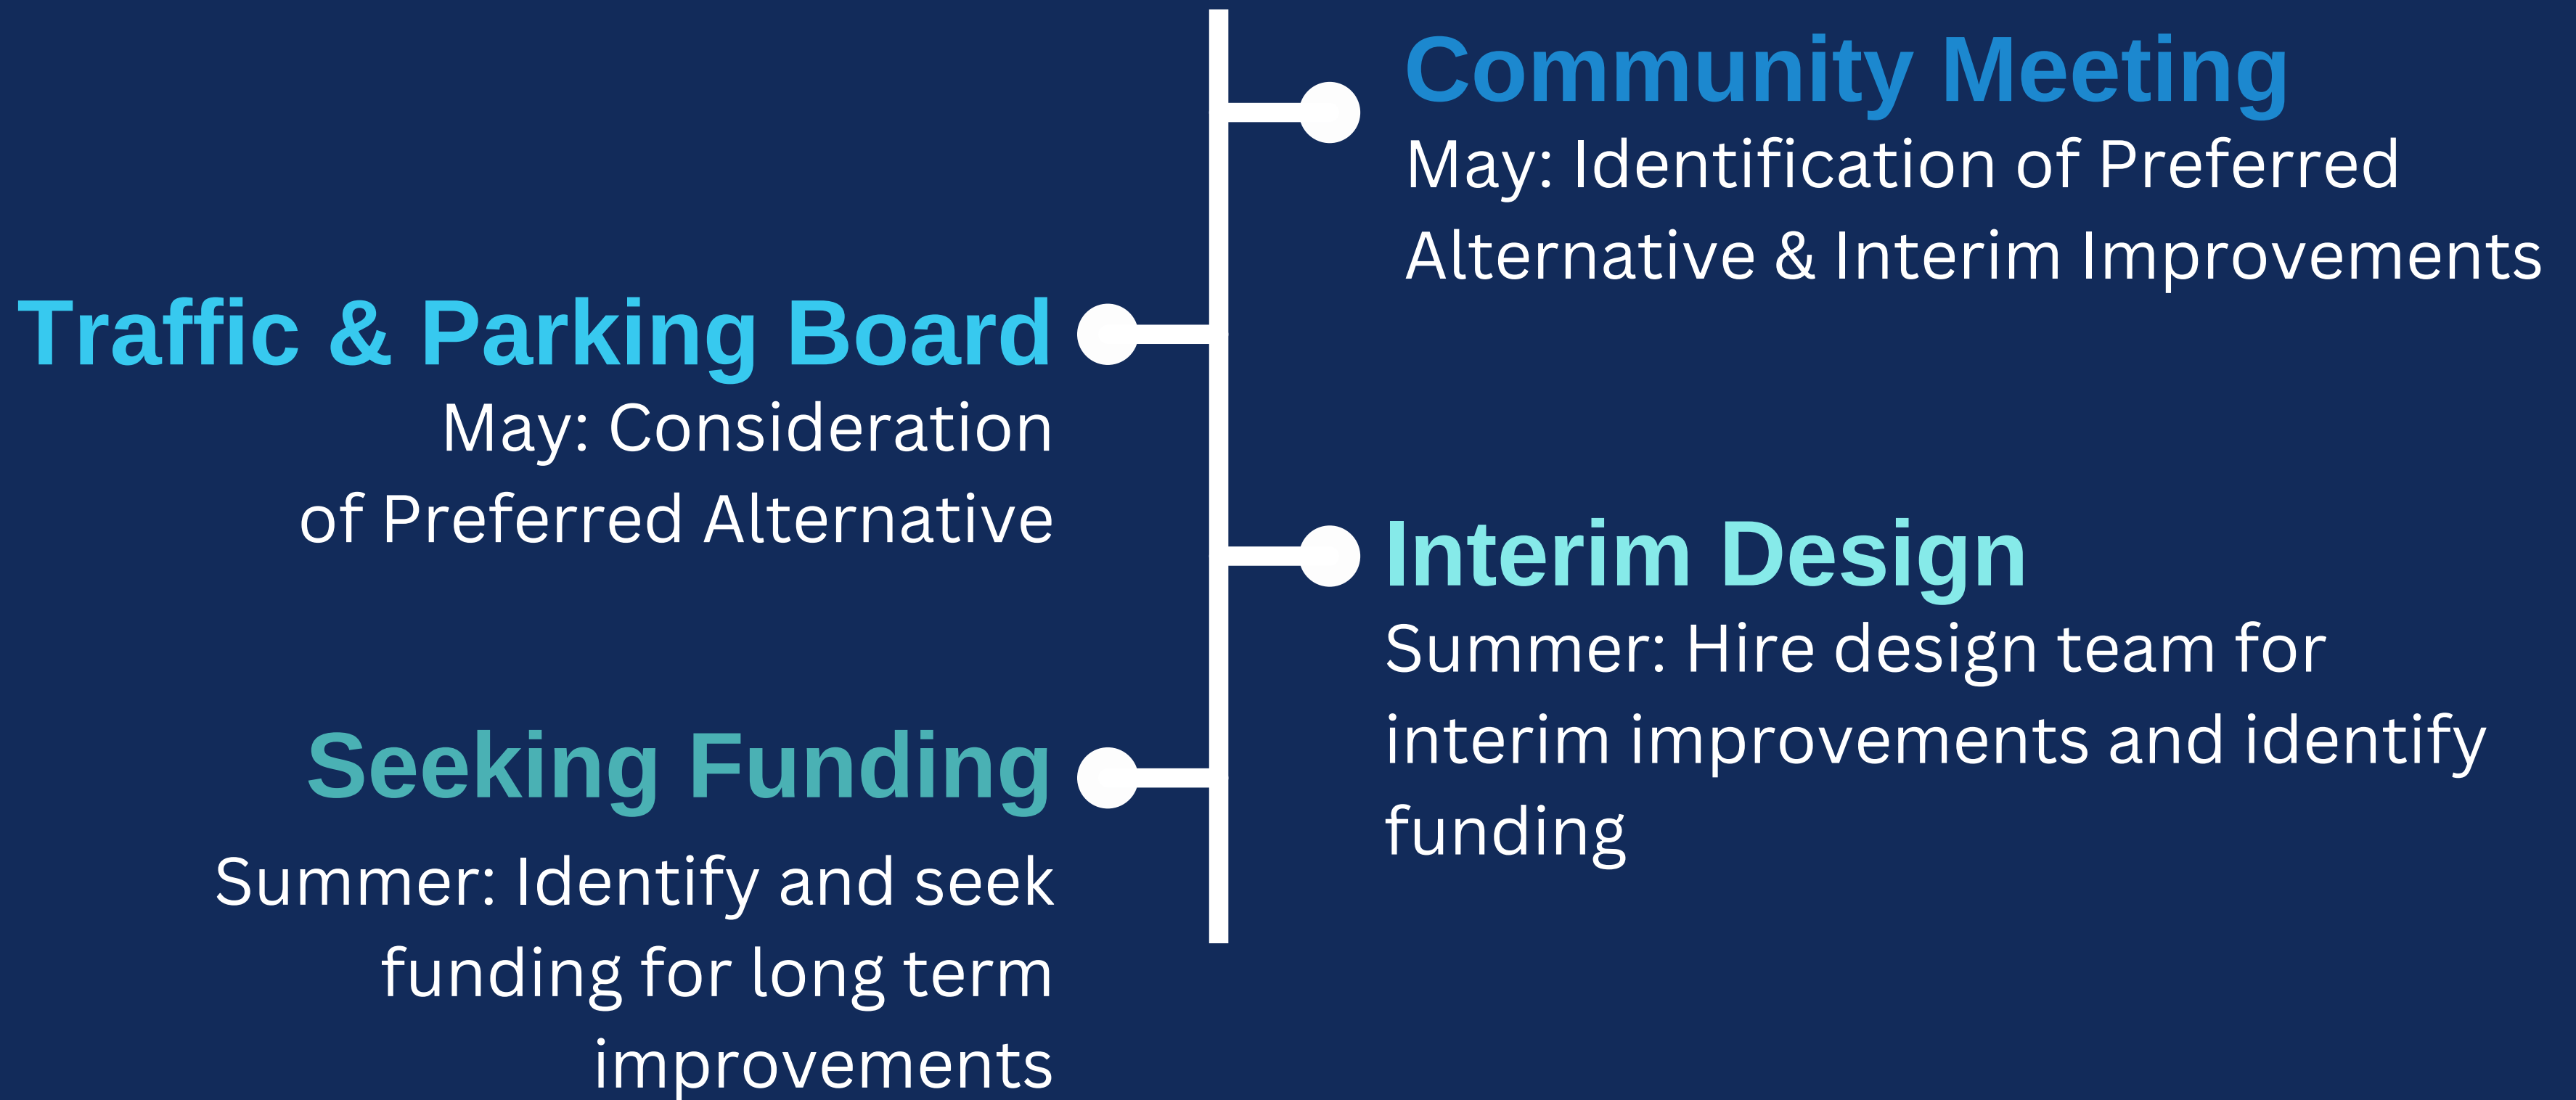 Community Meeting
May: Identification of Preferred
Alternative & Interim Improvements
Traffic & Parking Board
May: Consideration
of Preferred Alternative
Interim Design
Summer: Hire design team for
interim improvements and identify
funding
Seeking Funding
Summer: Identify and seek
funding for long term
improvements